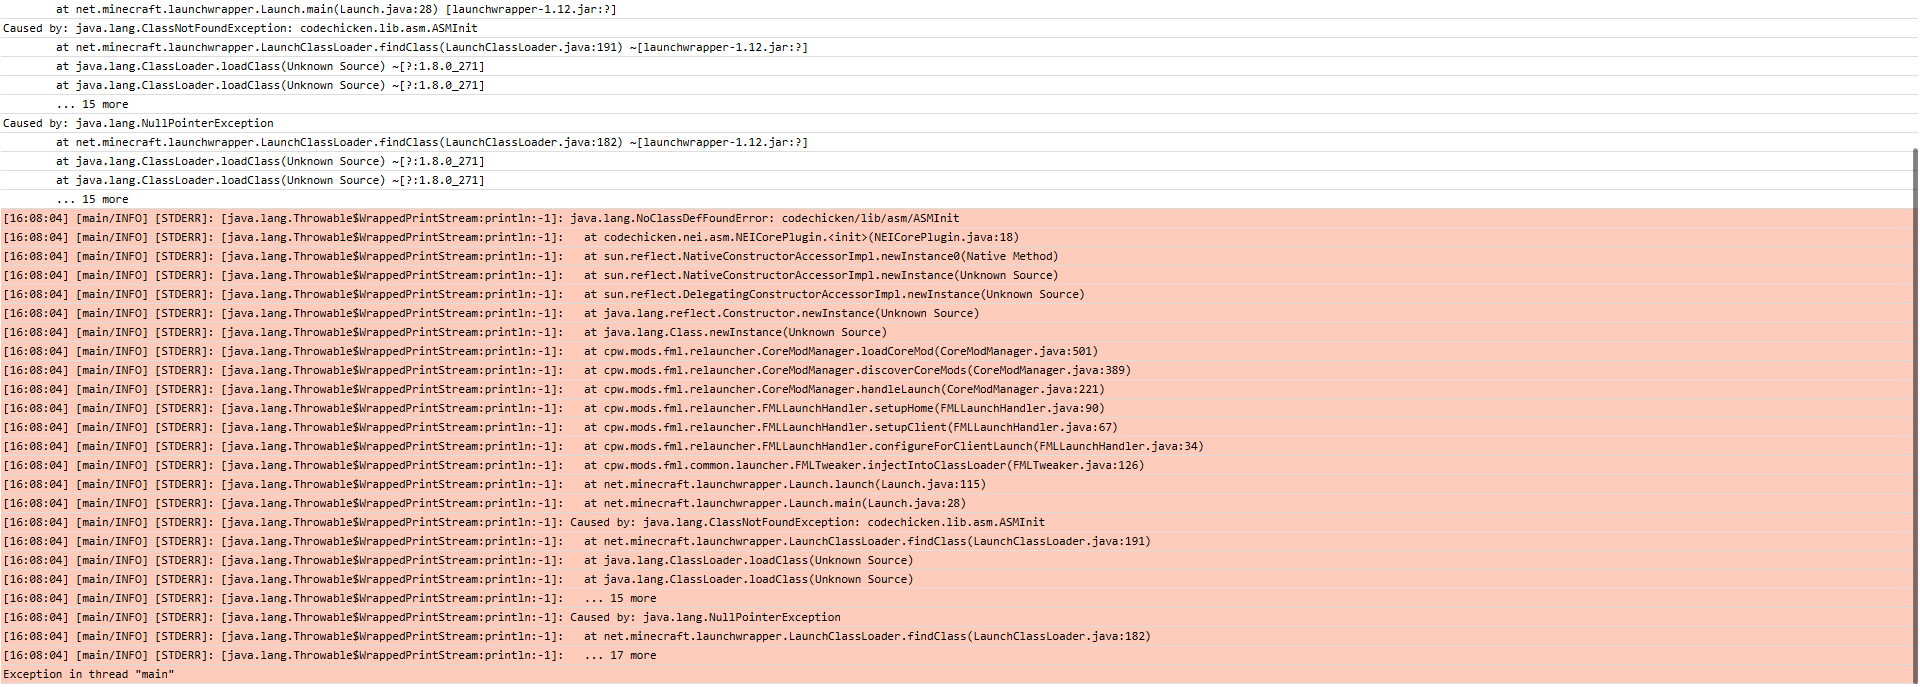 at net.minecraft.launchwrapper.Launch.main(Launch.java:28) [launchwrapper-1.12.jar:?]
Caused by: java.lang.ClassNotFoundException: codechicken.lib.asm.ASMInit
at net.minecraft.launchwrapper.LaunchClassLoader.findClass(LaunchClassLoader.java:191) ~[launchwrapper-1.12.jar:?]
at java.lang.ClassLoader.loadClass(Unknown Source) ~[?:1.8.0_271]
at java.lang.ClassLoader.loadClass(Unknown Source) ~[?:1.8.0_271]
... 15 more
Caused by: java.lang.NullPointerException
at net.minecraft.launchwrapper.LaunchClassLoader.findClass(LaunchClassLoader.java:182) ~[launchwrapper-1.12.jar:?]
at java.lang.ClassLoader.loadClass(Unknown Source) ~[?:1.8.0_271]
at java.lang.ClassLoader.loadClass(Unknown Source) ~[?:1.8.0_271]
... 15 more
[16:08:04] [main/INFO] [STDERR]: [java.lang.Throwable$WrappedPrintStream:println:-1]: java.lang.NoClassDefFoundError: codechicken/lib/asm/ASMInit
[16:08:04] [main/INFO] [STDERR]: [java.lang.Throwable$WrappedPrintStream:println:-1]: at codechicken.nei.asm.NEICorePlugin.<init>(NEICorePlugin.java:18)
[16:08:04] [main/INFO] [STDERR]: [java.lang.Throwable$WrappedPrintStream:println:-1]: at sun.reflect.NativeConstructorAccessorImpl.newInstance0(Native Method)
[16:08:04] [main/INFO] [STDERR]: [java.lang.Throwable$WrappedPrintStream:println:-1]: at sun.reflect.NativeConstructorAccessorImpl.newInstance(Unknown Source)
[16:08:04] [main/INFO] [STDERR]: [java.lang.Throwable$WrappedPrintStream:println:-1]: at sun.reflect.DelegatingConstructorAccessorImpl.newInstance(Unknown Source)
[16:08:04] [main/INFO] [STDERR]: [java.lang.Throwable$WrappedPrintStream:println:-1]: at java.lang.reflect.Constructor.newInstance(Unknown Source)
[16:08:04] [main/INFO] [STDERR]: [java.lang.Throwable$WrappedPrintStream:println:-1]: at java.lang.Class.newInstance(Unknown Source)
[16:08:04] [main/INFO] [STDERR]: [java.lang.Throwable$WrappedPrintStream:println:-1]: at cpw.mods.fml.relauncher.CoreModManager.loadCoreMod(CoreModManager.java:501)
[16:08:04] [main/INFO] [STDERR]: [java.lang.Throwable$WrappedPrintStream:println:-1]: at cpw.mods.fml.relauncher.CoreModManager.discoverCoreMods(CoreModManager.java:389)
[16:08:04] [main/INFO] [STDERR]: [java.lang.Throwable$WrappedPrintStream:println:-1]: at cpw.mods.fml.relauncher.CoreModManager.handleLaunch(CoreModManager.java:221)
[16:08:04] [main/INFO] [STDERR]: [java.lang.Throwable$WrappedPrintStream:println:-1]: at cpw.mods.fml.relauncher.FMLLaunchHandler.setupHome(FMLLaunchHandler.java:90)
[16:08:04] [main/INFO] [STDERR]: [java.lang.Throwable$WrappedPrintStream:println:-1]: at cpw.mods.fml.relauncher.FMLLaunchHandler.setupClient(FMLLaunchHandler.java:67)
[16:08:04] [main/INFO] [STDERR]: [java.lang.Throwable$WrappedPrintStream:println:-1]: at cpw.mods.fml.relauncher.FMLLaunchHandler.configureForClientLaunch(FMLLaunchHandler.java:34)
[16:08:04] [main/INFO] [STDERR]: [java.lang.Throwable$WrappedPrintStream:println:-1]: at cpw.mods.fml.common.launcher.FMLTweaker.injectIntoClassLoader(FMLTweaker.java:126)
[16:08:04] [main/INFO] [STDERR]: [java.lang.Throwable$WrappedPrintStream:println:-1]: at net.minecraft.launchwrapper.Launch.launch(Launch.java:115)
[16:08:04] [main/INFO] [STDERR]: [java.lang.Throwable$WrappedPrintStream:println:-1]: at net.minecraft.launchwrapper.Launch.main(Launch.java:28)
[16:08:04] [main/INFO] [STDERR]: [java.lang.Throwable$WrappedPrintStream:println:-1]: Caused by: java.lang.ClassNotFoundException: codechicken.lib.asm.ASMInit
[16:08:04] [main/INFO] [STDERR]: [java.lang.Throwable$WrappedPrintStream:println:-1]: at net.minecraft.launchwrapper.LaunchClassLoader.findClass(LaunchClassLoader.java:191)
[16:08:04] [main/INFO] [STDERR]: [java.lang.Throwable$WrappedPrintStream:println:-1]: at java.lang.ClassLoader.loadClass(Unknown Source)
[16:08:04] [main/INFO] [STDERR]: [java.lang.Throwable$WrappedPrintStream:println:-1]: at java.lang.ClassLoader.loadClass(Unknown Source)
[16:08:04] [main/INFO] [STDERR]: [java.lang.Throwable$WrappedPrintStream:println:-1]: ... 15 more
[16:08:04] [main/INFO] [STDERR]: [java.lang.Throwable$WrappedPrintStream:println:-1]: Caused by: java.lang.NullPointerException
[16:08:04] [main/INFO] [STDERR]: [java.lang.Throwable$WrappedPrintStream:println:-1]: at net.minecraft.launchwrapper.LaunchClassLoader.findClass(LaunchClassLoader.java:182)
[16:08:04] [main/INFO] [STDERR]: [java.lang.Throwable$WrappedPrintStream:println:-1]: ... 17 more
Exception in thread "main"